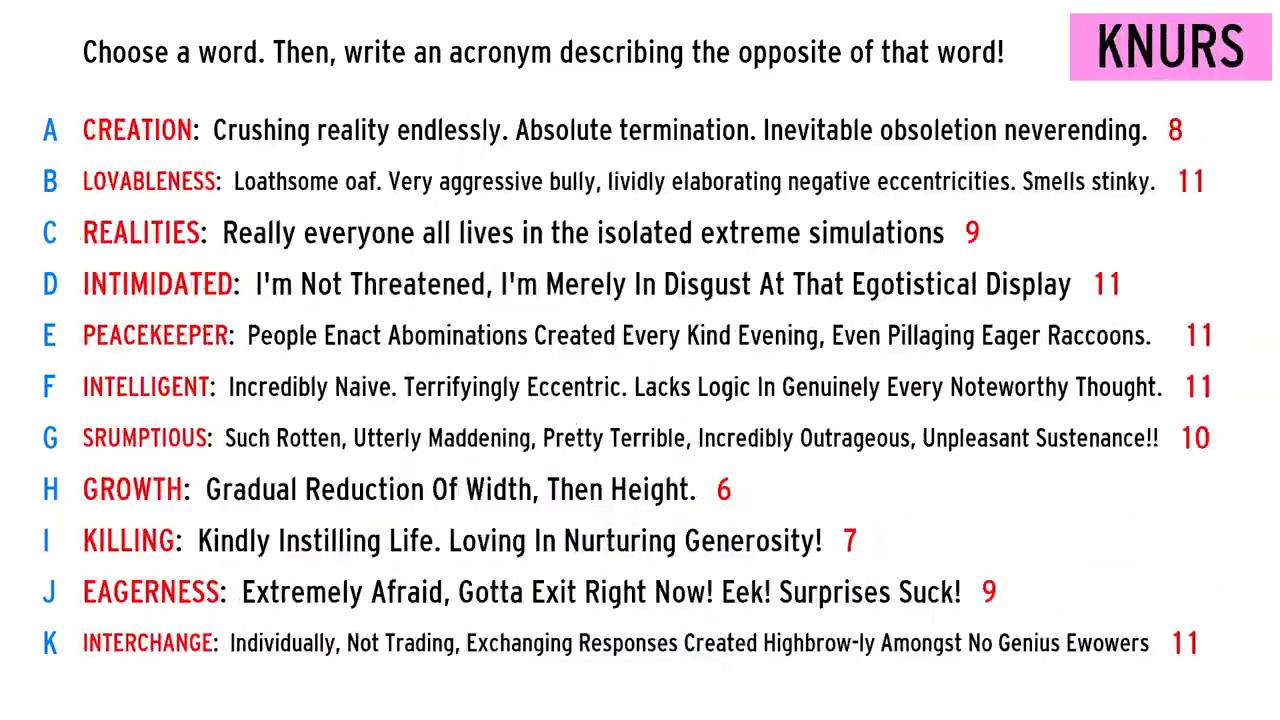 Choose a word. Then, write an acronym describing the opposite of that word! KNURS
A CREATION: Crushing reality endlessly. Absolute termination. Inevitable obsoletion neverending. 8
B LOVABLENESS: Loathsome oaf. Very aggressive bully, lividly elaborating negative eccentricities. Smells stinky. 11
C REALITIES: Really everyone all lives in the isolated extreme simulations 9
D INTIMIDATED: I'm Not Threatened, I'm Merely In Disgust At That Egotistical Display 11
E PEACEKEEPER: People Enact Abominations Created Every Kind Evening, Even Pillaging Eager Raccoons. 11
F INTELLIGENT: Incredibly Naive. Terrifyingly Eccentric. Lacks Logic In Genuinely Every Noteworthy Thought. 11
G SRUMPTIOUS: Such Rotten, Utterly Maddening, Pretty Terrible, Incredibly Outrageous, Unpleasant Sustenance!! 10
H GROWTH: Gradual Reduction Of Width, Then Height. 6
I KILLING: Kindly Instilling Life. Loving In Nurturing Generosity! 7
J EAGERNESS: Extremely Afraid, Gotta Exit Right Now! Eek! Surprises Suck! 9
K INTERCHANGE: Individually, Not Trading, Exchanging Responses Created Highbrow-ly Amongst No Genius Ewowers 11